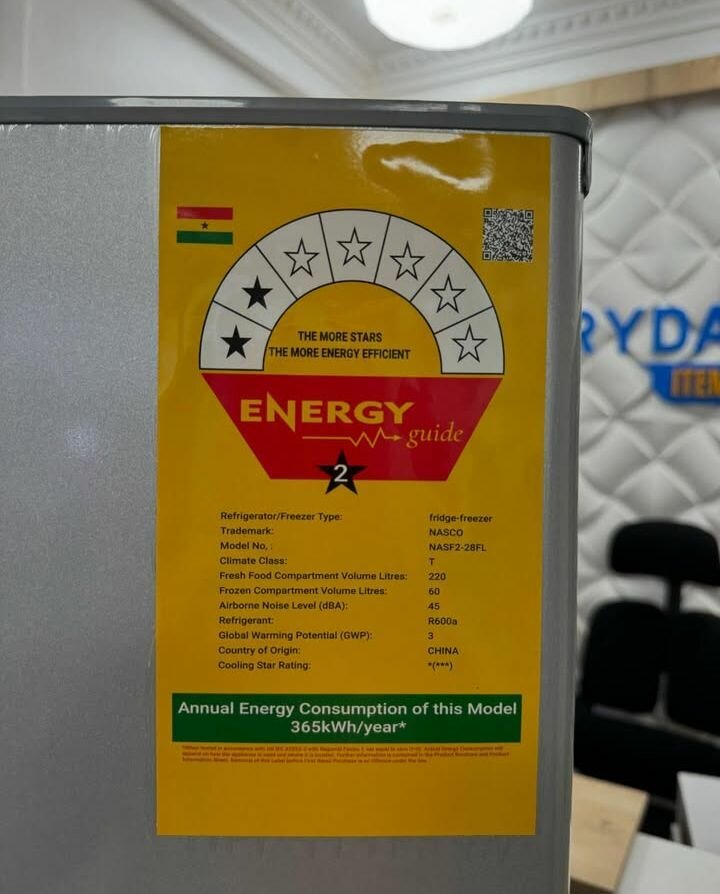 THE MORE STARS
THE MORE ENERGY EFFICIENT
ENERGY
guide
2
Refrigerator/Freezer Type: fridge-freezer
Trademark: NASCO
Model No, : NASF2-28FL
Climate Class: T
Fresh Food Compartment Volume Litres: 220
Frozen Compartment Volume Litres: 60
Airborne Noise Level (dBA): 45
Refrigerant: R600a
Global Warming Potential (GWP): 3
Country of Origin: CHINA
Cooling Star Rating: *(***)
Annual Energy Consumption of this Model
365kWh/year*
RYDA
ITEM